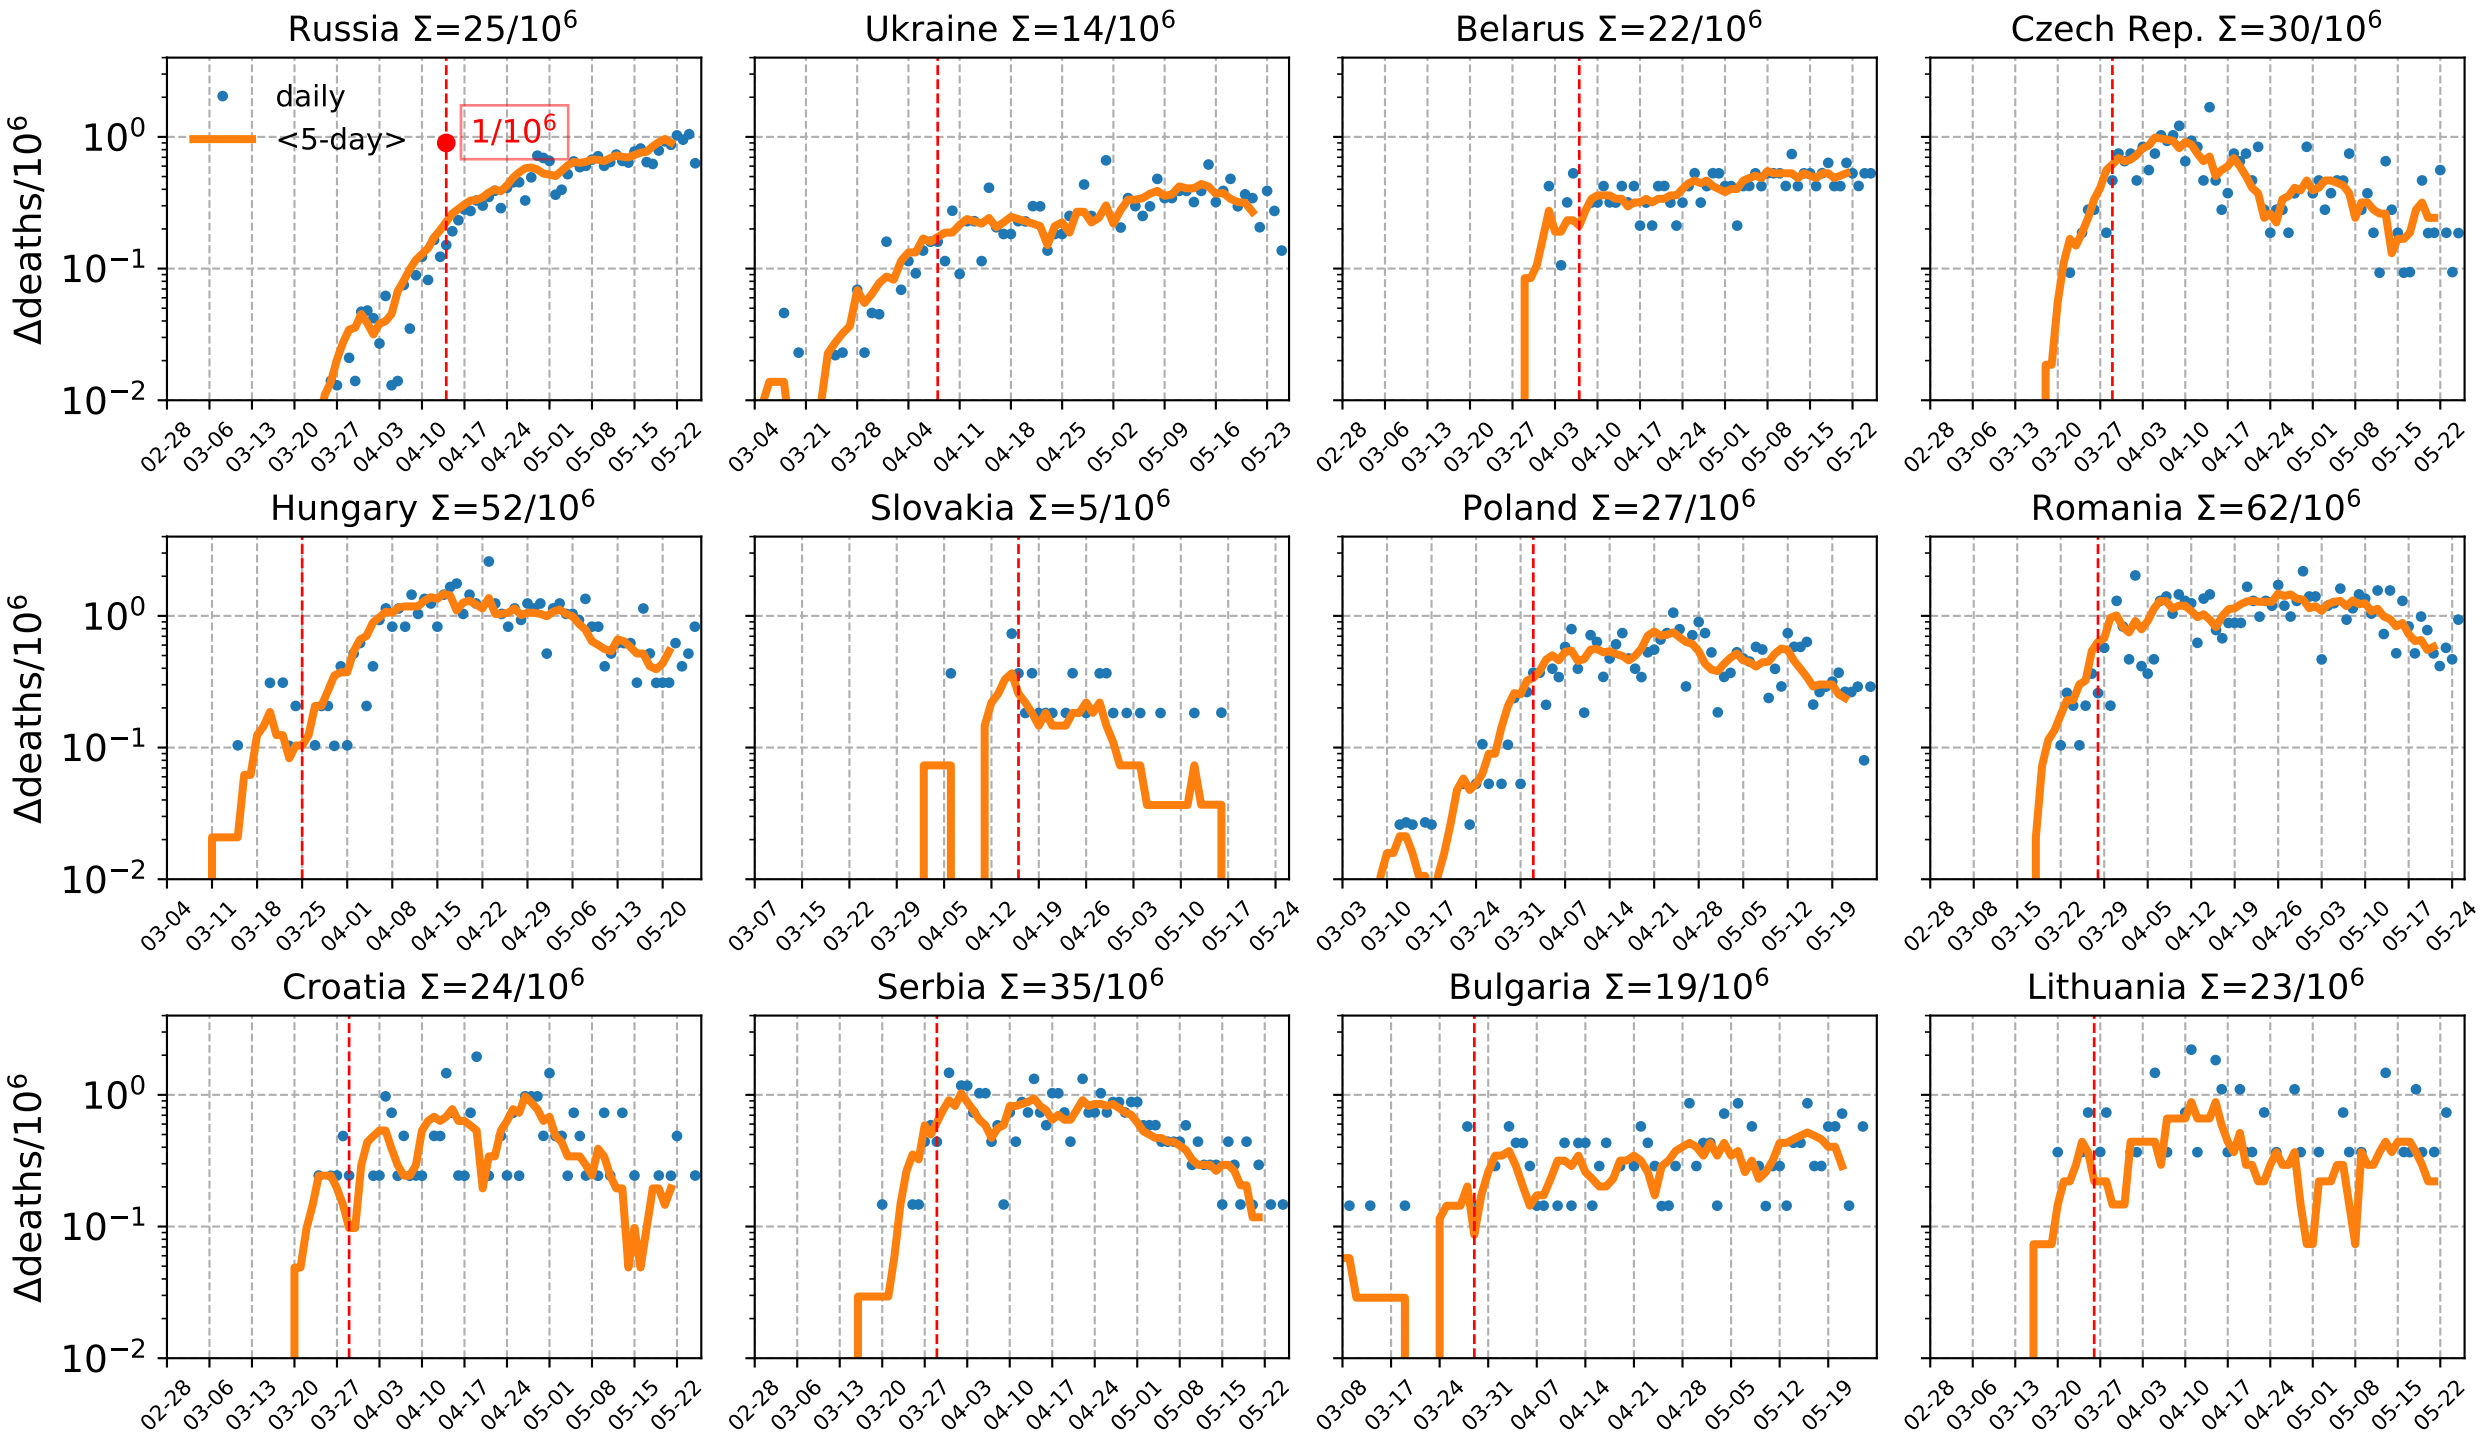 Russia Σ=25/10⁶
Ukraine Σ=14/10⁶
Belarus Σ=22/10⁶
Czech Rep. Σ=30/10⁶
Δdeaths/10⁶
10⁰
10⁻¹
10⁻²
daily
<5-day>
1/10⁶
02-28 03-06 03-13 03-20 03-27 04-03 04-10 04-17 04-24 05-01 05-08 05-15 05-22
03-04 03-21 03-28 04-04 04-11 04-18 04-25 05-02 05-09 05-16 05-23
02-28 03-06 03-13 03-20 03-27 04-03 04-10 04-17 04-24 05-01 05-08 05-15 05-22
02-28 03-06 03-13 03-20 03-27 04-03 04-10 04-17 04-24 05-01 05-08 05-15 05-22
Hungary Σ=52/10⁶
Slovakia Σ=5/10⁶
Poland Σ=27/10⁶
Romania Σ=62/10⁶
Δdeaths/10⁶
10⁰
10⁻¹
10⁻²
03-04 03-11 03-18 03-25 04-01 04-08 04-15 04-22 04-29 05-06 05-13 05-20
03-07 03-15 03-22 03-29 04-05 04-12 04-19 04-26 05-03 05-10 05-17 05-24
03-03 03-10 03-17 03-24 03-31 04-07 04-14 04-21 04-28 05-05 05-12 05-19
02-28 03-08 03-15 03-22 03-29 04-05 04-12 04-19 04-26 05-03 05-10 05-17 05-24
Croatia Σ=24/10⁶
Serbia Σ=35/10⁶
Bulgaria Σ=19/10⁶
Lithuania Σ=23/10⁶
Δdeaths/10⁶
10⁰
10⁻¹
10⁻²
02-28 03-06 03-13 03-20 03-27 04-03 04-10 04-17 04-24 05-01 05-08 05-15 05-22
02-28 03-06 03-13 03-20 03-27 04-03 04-10 04-17 04-24 05-01 05-08 05-15 05-22
03-08 03-17 03-24 03-31 04-07 04-14 04-21 04-28 05-05 05-12 05-19
02-28 03-06 03-13 03-20 03-27 04-03 04-10 04-17 04-24 05-01 05-08 05-15 05-22